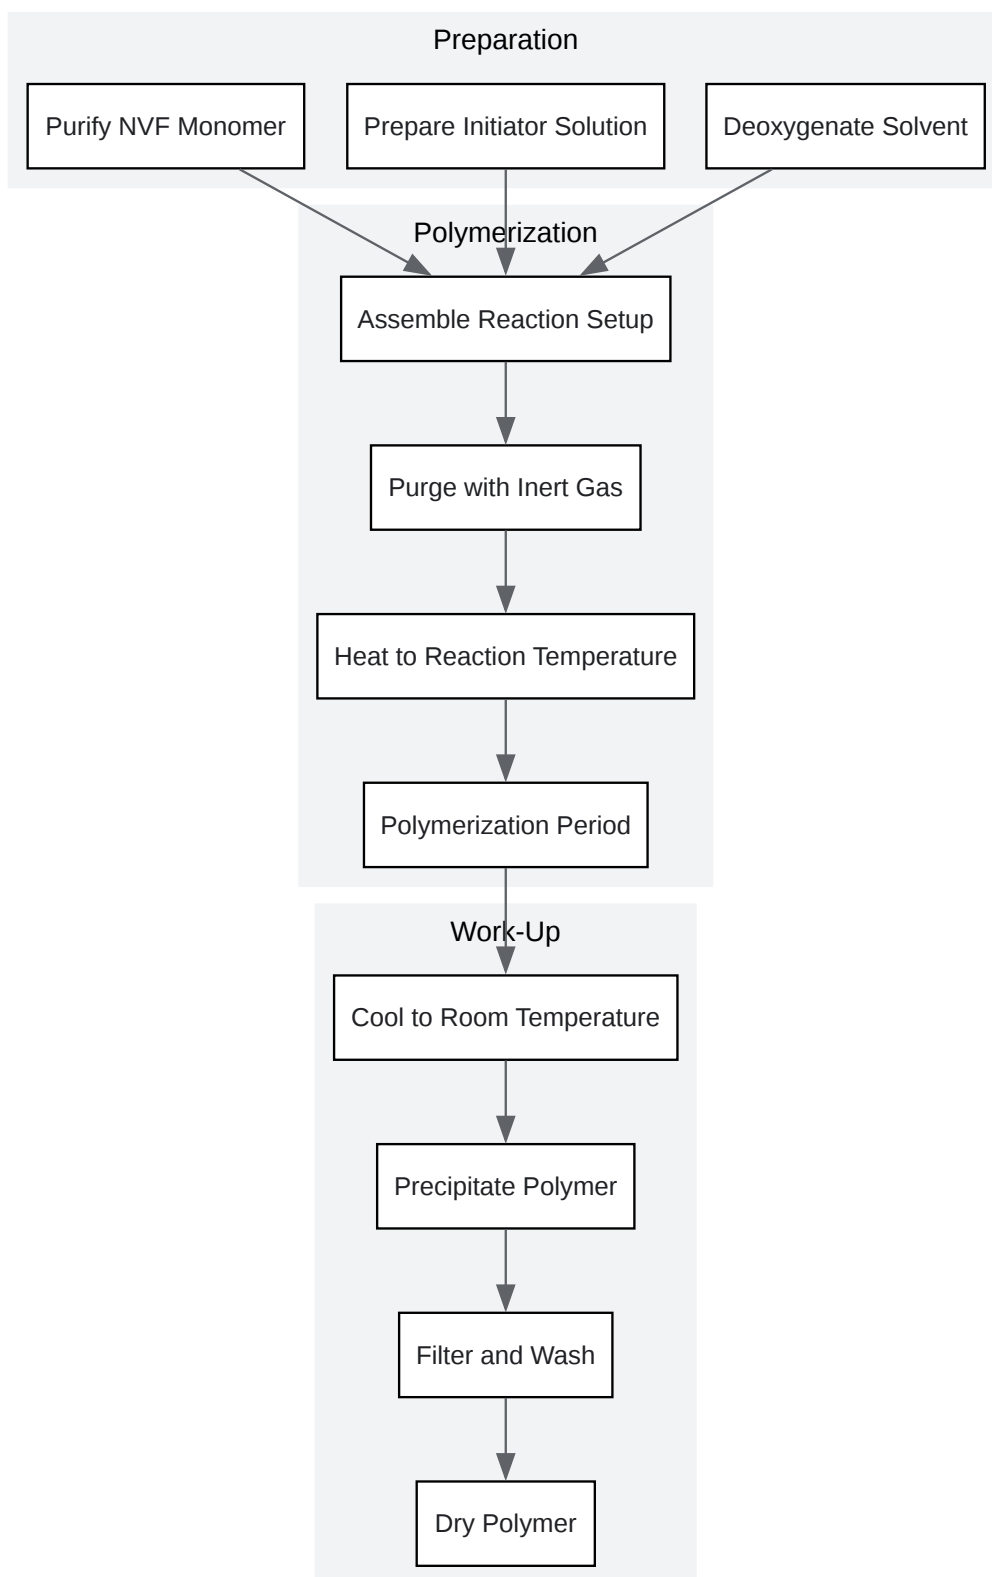 Preparation
Purify NVF Monomer
Prepare Initiator Solution
Deoxygenate Solvent
Polymerization
Assemble Reaction Setup
Purge with Inert Gas
Heat to Reaction Temperature
Polymerization Period
Work-Up
Cool to Room Temperature
Precipitate Polymer
Filter and Wash
Dry Polymer